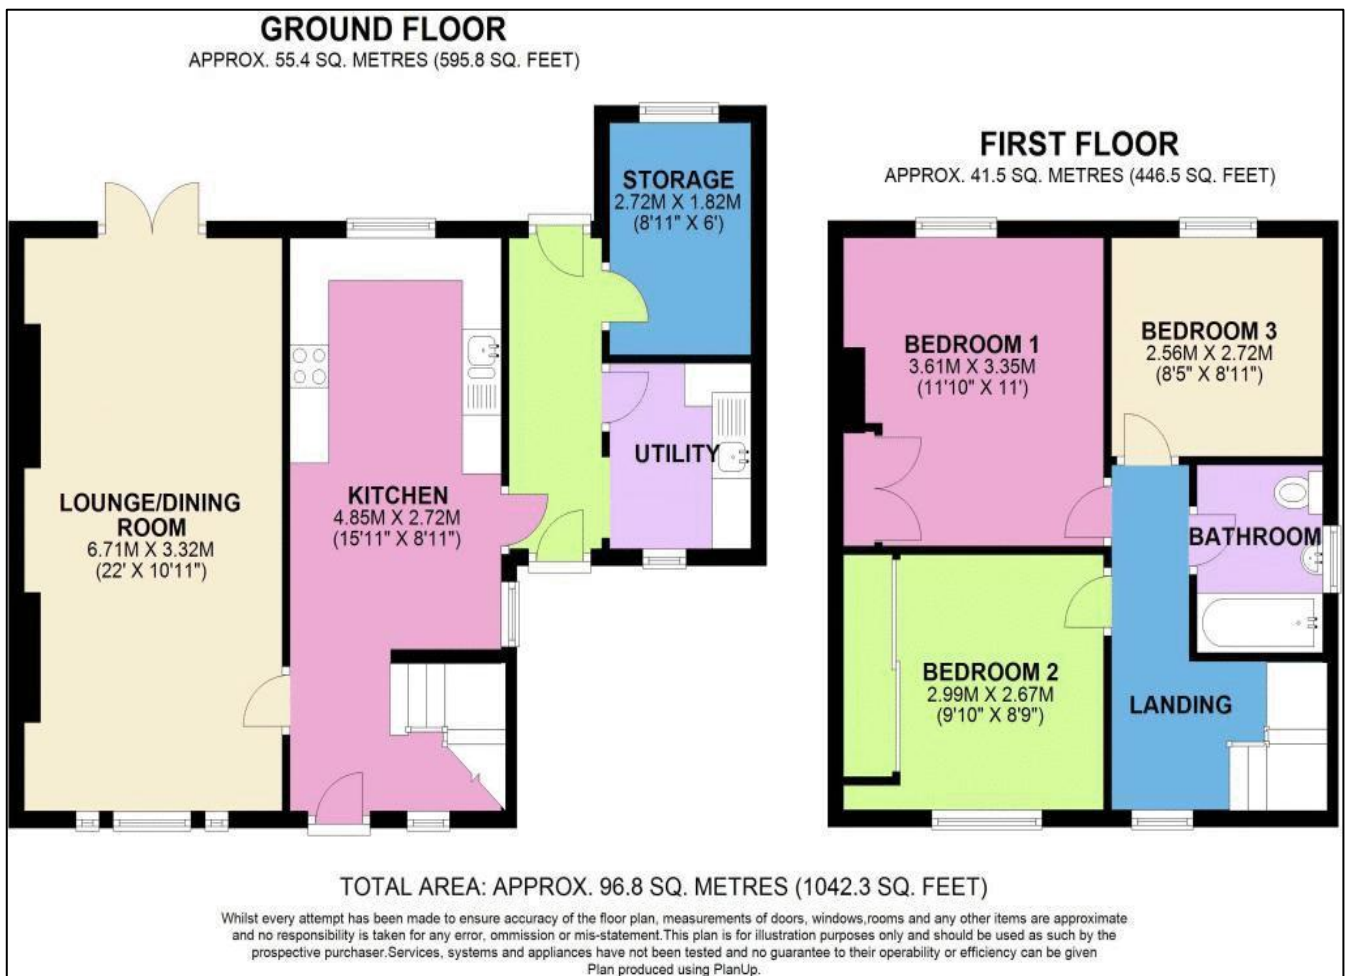 GROUND FLOOR
APPROX. 55.4 SQ. METRES (595.8 SQ. FEET)
STORAGE
2.72M X 1.82M
(8'11" X 6')
UTILITY
KITCHEN
4.85M X 2.72M
(15'11" X 8'11")
LOUNGE/DINING
ROOM
6.71M X 3.32M
(22' X 10'11")
FIRST FLOOR
APPROX. 41.5 SQ. METRES (446.5 SQ. FEET)
BEDROOM 1
3.61M X 3.35M
(11'10" X 11')
BEDROOM 3
2.56M X 2.72M
(8'5" X 8'11")
BATHROOM
BEDROOM 2
2.99M X 2.67M
(9'10" X 8'9")
LANDING
TOTAL AREA: APPROX. 96.8 SQ. METRES (1042.3 SQ. FEET)
Whilst every attempt has been made to ensure accuracy of the floor plan, measurements of doors, windows,rooms and any other items are approximate
and no responsibility is taken for any error, ommission or mis-statement.This plan is for illustration purposes only and should be used as such by the
prospective purchaser.Services, systems and appliances have not been tested and no guarantee to their operability or efficiency can be given
Plan produced using PlanUp.